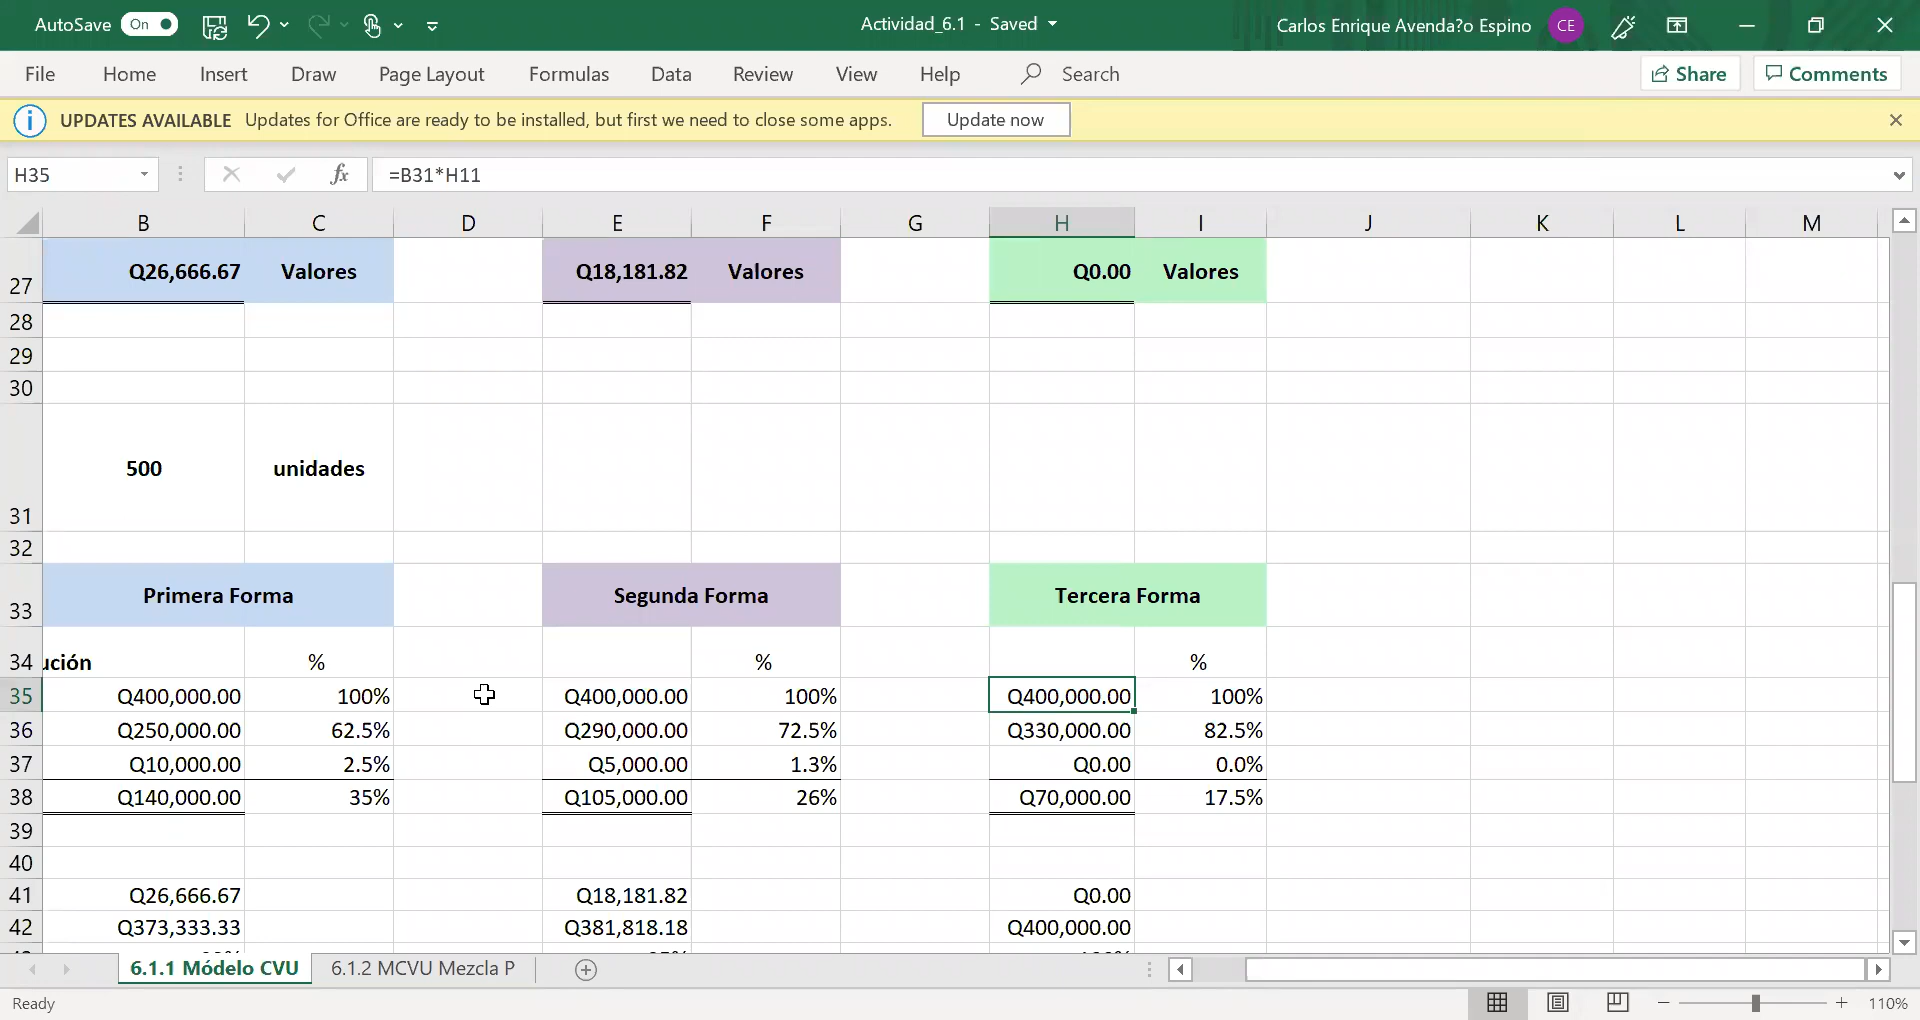 AutoSave On Actividad_6.1 - Saved Carlos Enrique Avenda?o Espino CE
File Home Insert Draw Page Layout Formulas Data Review View Help Search Share Comments
UPDATES AVAILABLE Updates for Office are ready to be installed, but first we need to close some apps. Update now
H35 fx =B31*H11
B C D E F G H I J K L M
27 Q26,666.67 Valores Q18,181.82 Valores Q0.00 Valores
28
29
30
31 500 unidades
32
33 Primera Forma Segunda Forma Tercera Forma
34 ución % % %
35 Q400,000.00 100% Q400,000.00 100% Q400,000.00 100%
36 Q250,000.00 62.5% Q290,000.00 72.5% Q330,000.00 82.5%
37 Q10,000.00 2.5% Q5,000.00 1.3% Q0.00 0.0%
38 Q140,000.00 35% Q105,000.00 26% Q70,000.00 17.5%
39
40
41 Q26,666.67 Q18,181.82 Q0.00
42 Q373,333.33 Q381,818.18 Q400,000.00
6.1.1 Módelo CVU 6.1.2 MCVU Mezcla P
Ready 110%